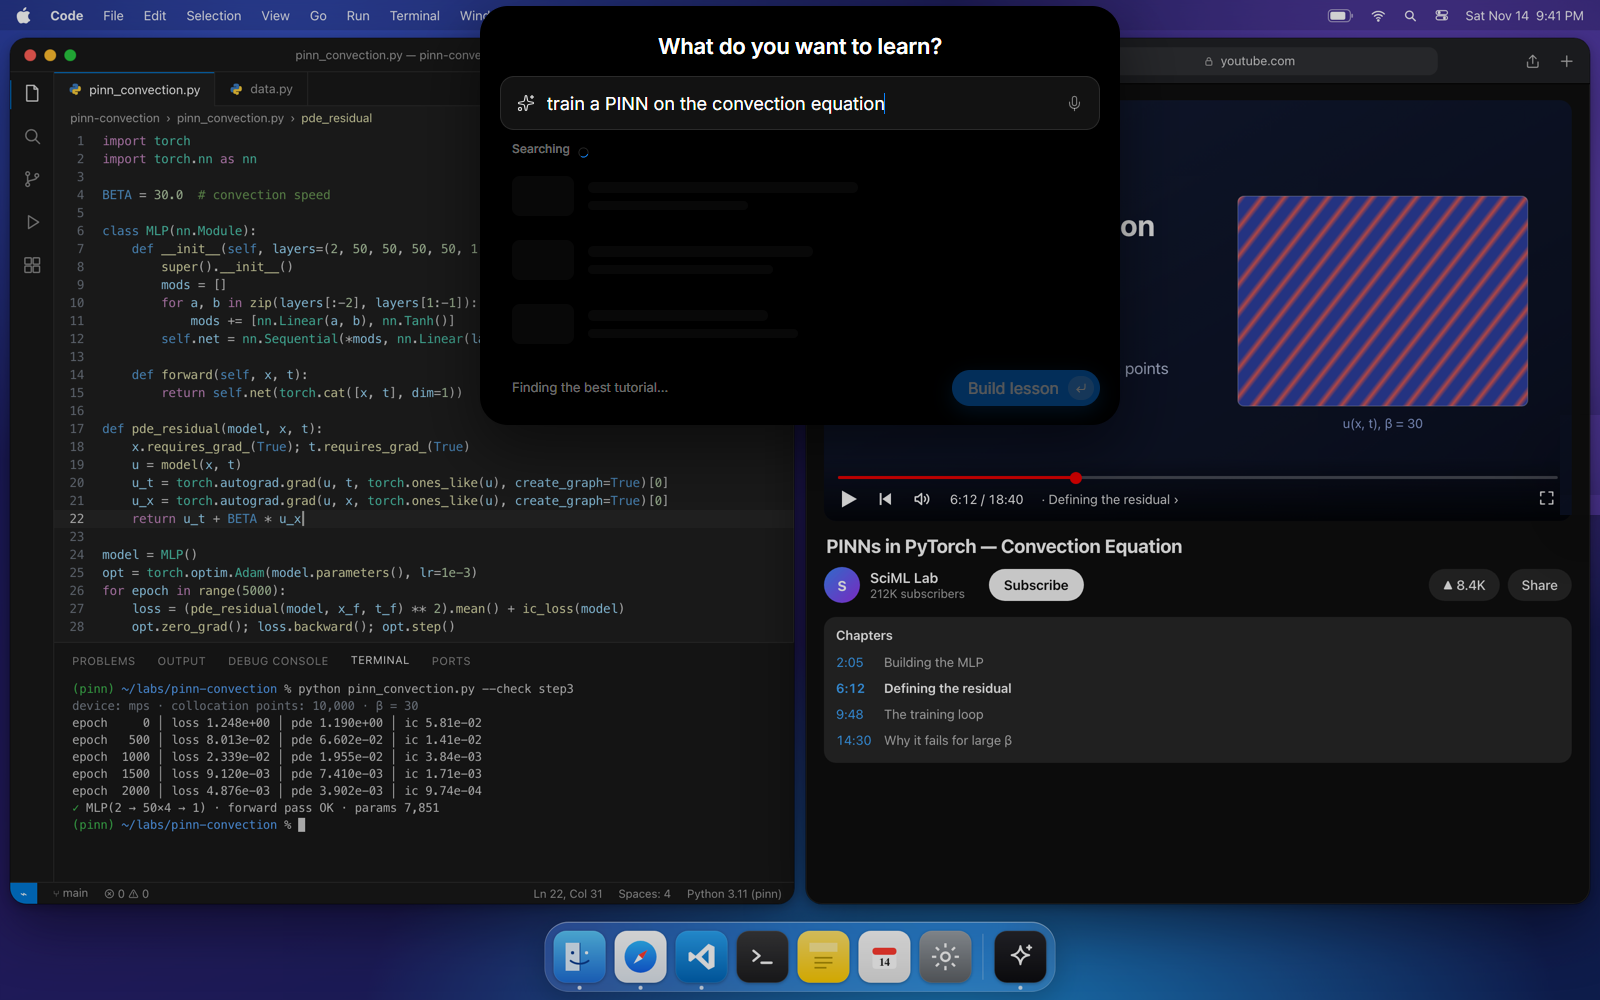 Code File Edit Selection View Go Run Terminal Wind
Sat Nov 14 9:41 PM
What do you want to learn?
train a PINN on the convection equation
Searching
Finding the best tutorial...
Build lesson
pinn_convection.py — pinn-conve
pinn_convection.py
data.py
pinn-convection › pinn_convection.py › pde_residual
1 import torch
2 import torch.nn as nn
3
4 BETA = 30.0 # convection speed
5
6 class MLP(nn.Module):
7 def __init__(self, layers=(2, 50, 50, 50, 50, 1
8 super().__init__()
9 mods = []
10 for a, b in zip(layers[:-2], layers[1:-1]):
11 mods += [nn.Linear(a, b), nn.Tanh()]
12 self.net = nn.Sequential(*mods, nn.Linear(la
13
14 def forward(self, x, t):
15 return self.net(torch.cat([x, t], dim=1))
16
17 def pde_residual(model, x, t):
18 x.requires_grad_(True); t.requires_grad_(True)
19 u = model(x, t)
20 u_t = torch.autograd.grad(u, t, torch.ones_like(u), create_graph=True)[0]
21 u_x = torch.autograd.grad(u, x, torch.ones_like(u), create_graph=True)[0]
22 return u_t + BETA * u_x
23
24 model = MLP()
25 opt = torch.optim.Adam(model.parameters(), lr=1e-3)
26 for epoch in range(5000):
27 loss = (pde_residual(model, x_f, t_f) ** 2).mean() + ic_loss(model)
28 opt.zero_grad(); loss.backward(); opt.step()
PROBLEMS OUTPUT DEBUG CONSOLE TERMINAL PORTS
(pinn) ~/labs/pinn-convection % python pinn_convection.py --check step3
device: mps · collocation points: 10,000 · β = 30
epoch 0 | loss 1.248e+00 | pde 1.190e+00 | ic 5.81e-02
epoch 500 | loss 8.013e-02 | pde 6.602e-02 | ic 1.41e-02
epoch 1000 | loss 2.339e-02 | pde 1.955e-02 | ic 3.84e-03
epoch 1500 | loss 9.120e-03 | pde 7.410e-03 | ic 1.71e-03
epoch 2000 | loss 4.876e-03 | pde 3.902e-03 | ic 9.74e-04
✓ MLP(2 → 50×4 → 1) · forward pass OK · params 7,851
(pinn) ~/labs/pinn-convection %
main 0 0 Ln 22, Col 31 Spaces: 4 Python 3.11 (pinn)
youtube.com
on
points
u(x, t), β = 30
6:12 / 18:40 · Defining the residual ›
PINNs in PyTorch — Convection Equation
S
SciML Lab
212K subscribers
Subscribe
8.4K
Share
Chapters
2:05 Building the MLP
6:12 Defining the residual
9:48 The training loop
14:30 Why it fails for large β
14